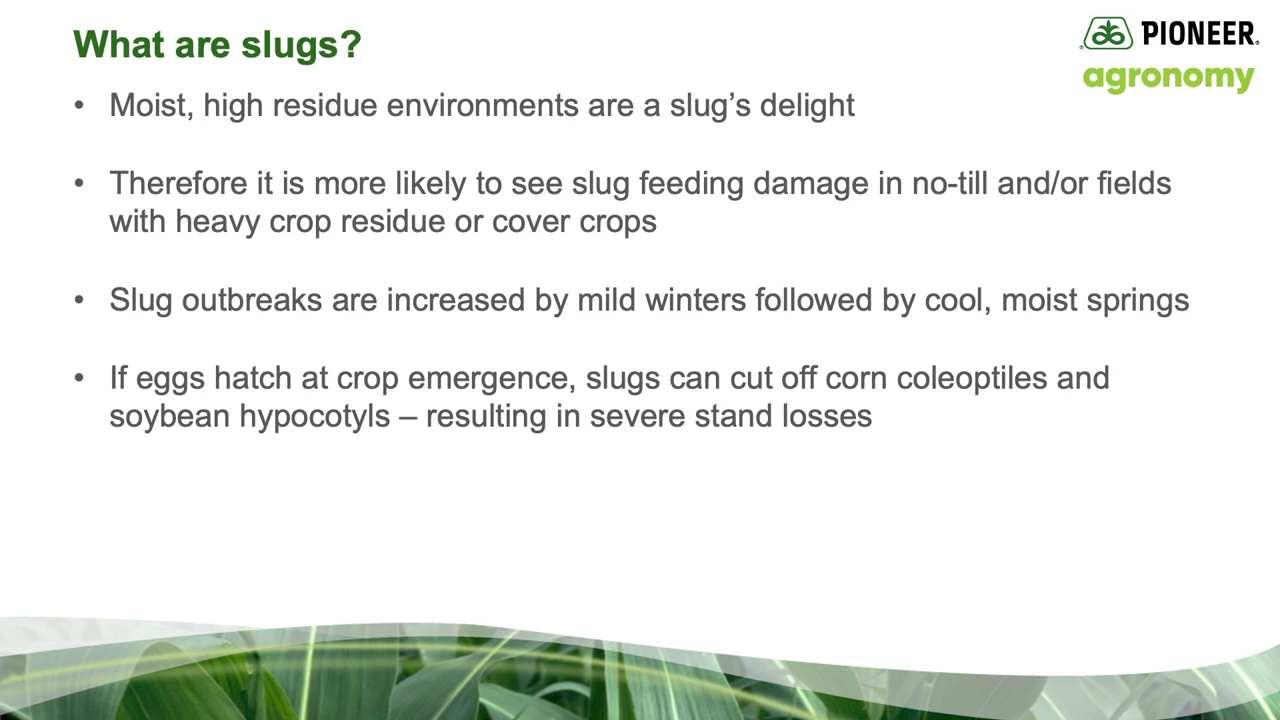 What are slugs?
PIONEER®
agronomy
• Moist, high residue environments are a slug’s delight
• Therefore it is more likely to see slug feeding damage in no-till and/or fields
with heavy crop residue or cover crops
• Slug outbreaks are increased by mild winters followed by cool, moist springs
• If eggs hatch at crop emergence, slugs can cut off corn coleoptiles and
soybean hypocotyls – resulting in severe stand losses